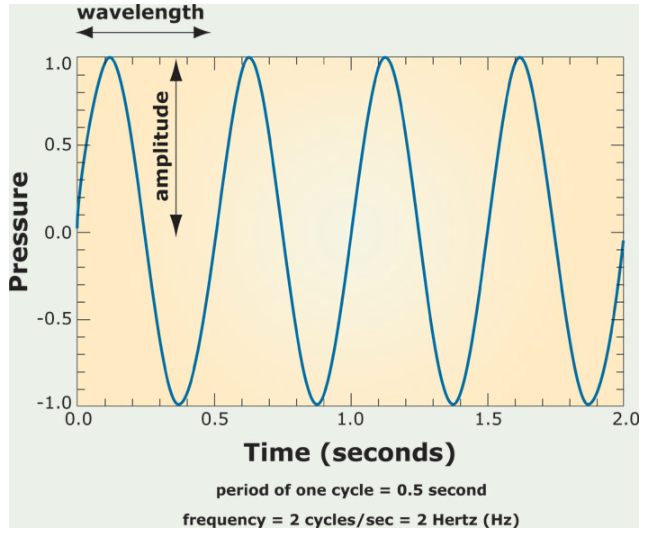 wavelength
amplitude
Pressure
1.0
0.5
0.0
-0.5
-1.0
0.0 0.5 1.0 1.5 2.0
Time (seconds)
period of one cycle = 0.5 second
frequency = 2 cycles/sec = 2 Hertz (Hz)